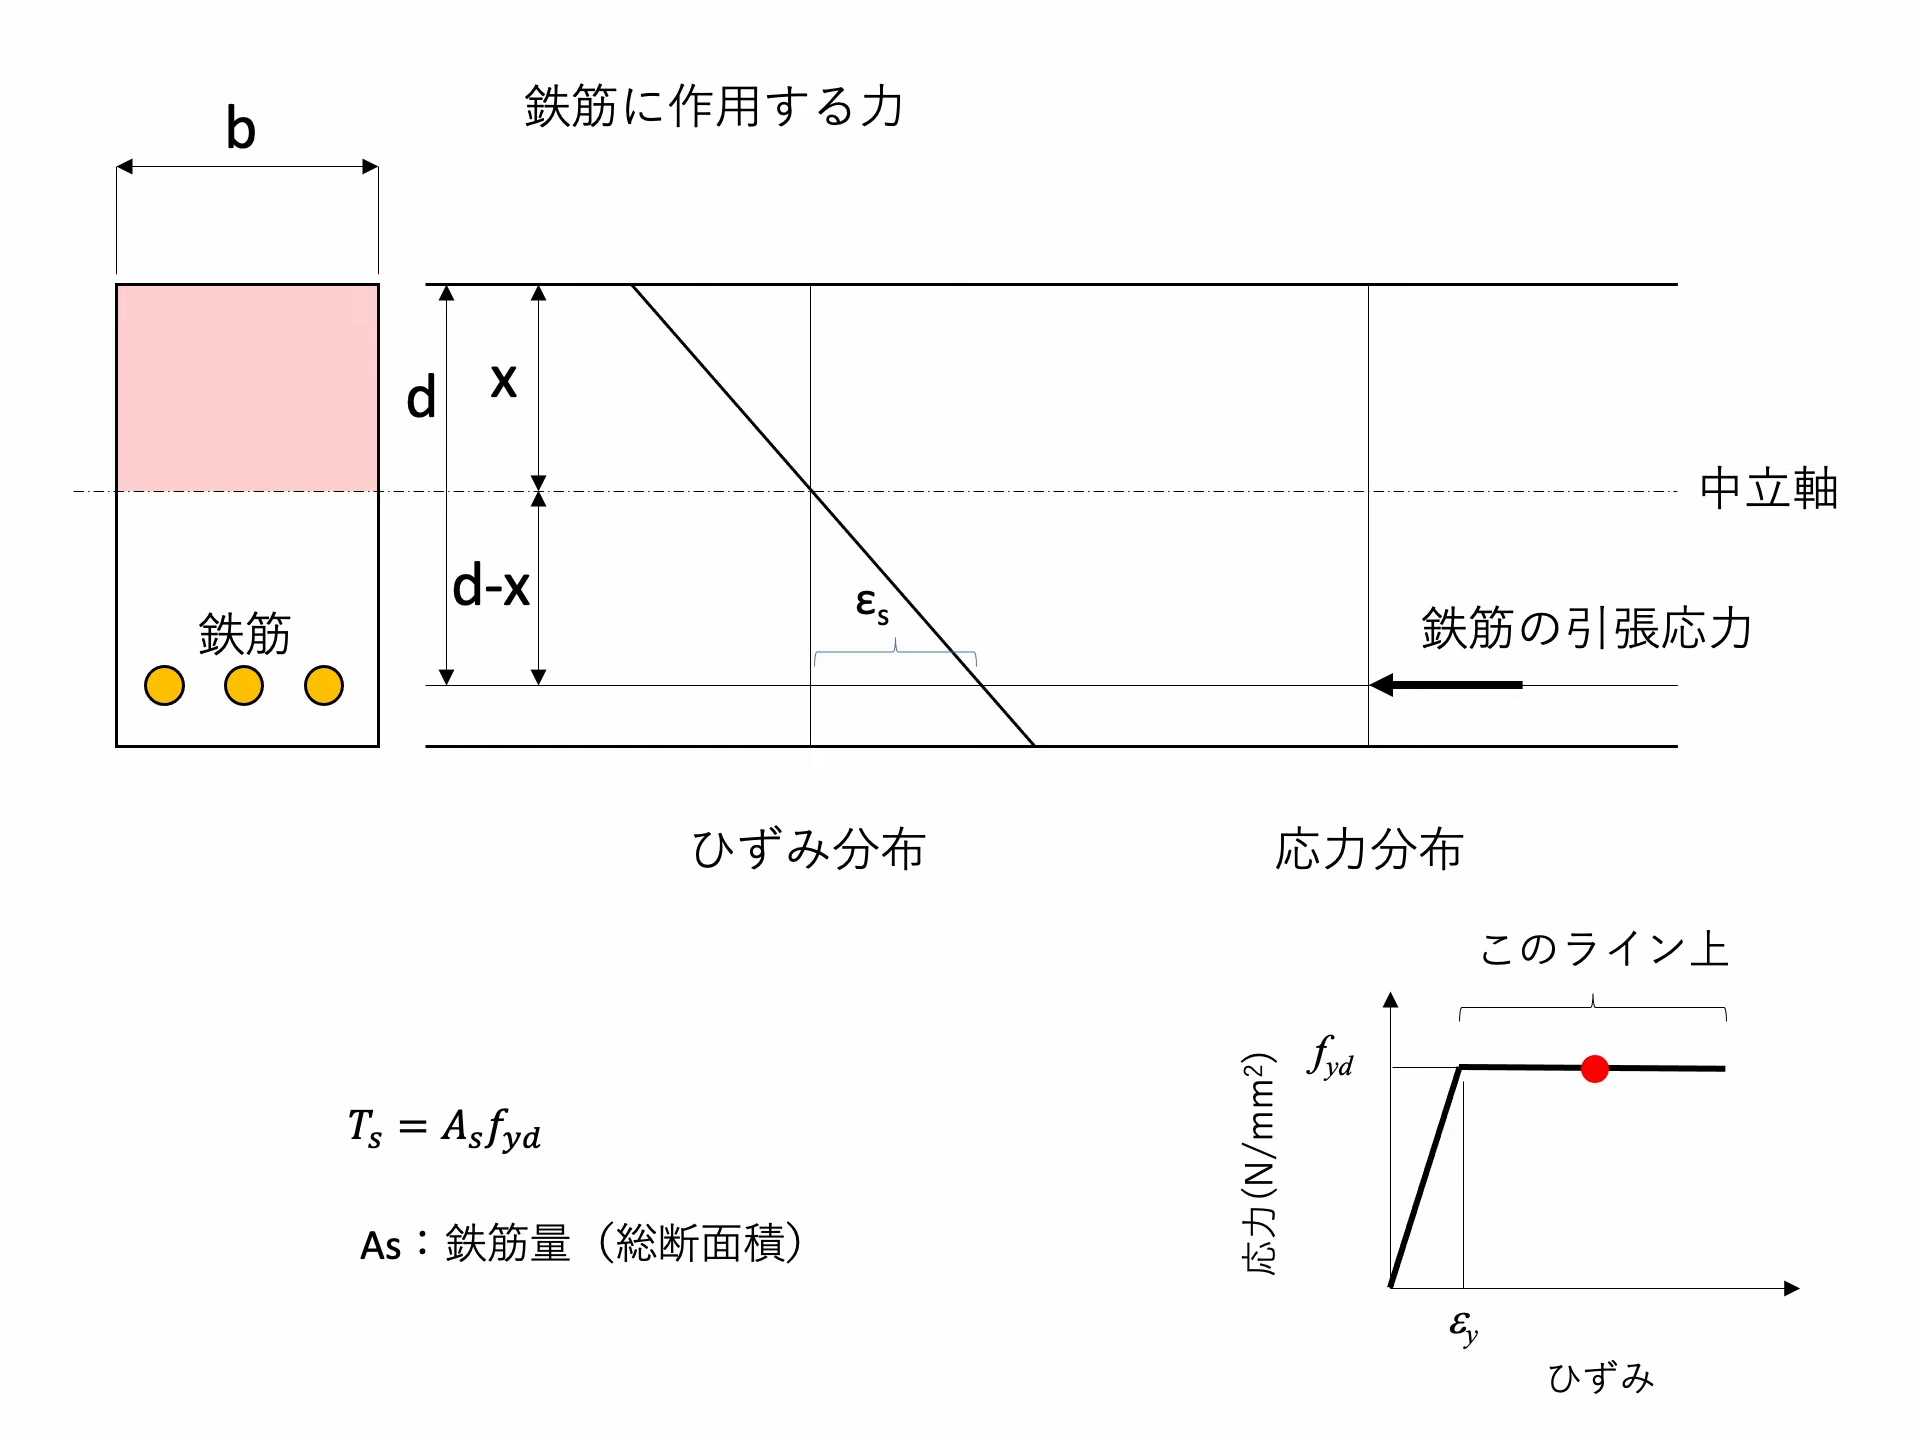 鉄筋に作用する力
b
d
x
中立軸
d-x
εs
鉄筋
鉄筋の引張応力
ひずみ分布
応力分布
このライン上
fyd
応力(N/mm2)
Ts = Asfyd
As：鉄筋量（総断面積）
εy
ひずみ